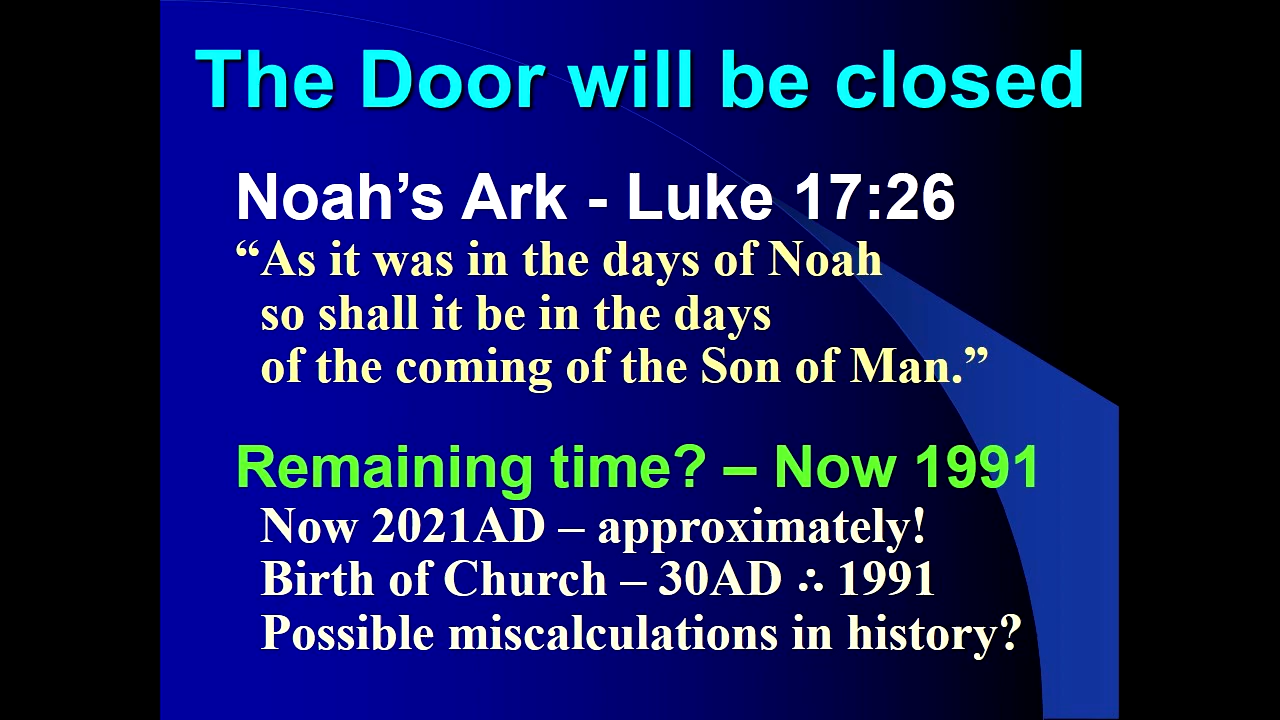 The Door will be closed
Noah’s Ark - Luke 17:26
“As it was in the days of Noah
so shall it be in the days
of the coming of the Son of Man.”
Remaining time? – Now 1991
Now 2021AD – approximately!
Birth of Church – 30AD ∴ 1991
Possible miscalculations in history?